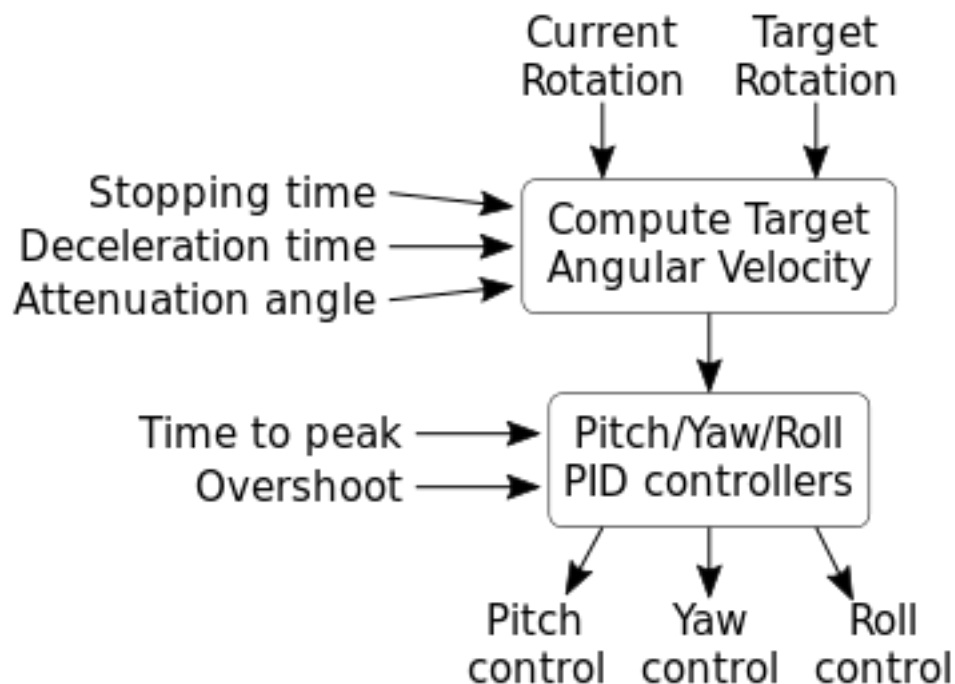 Current
Rotation
Target
Rotation
Stopping time
Deceleration time
Attenuation angle
Compute Target
Angular Velocity
Time to peak
Overshoot
Pitch/Yaw/Roll
PID controllers
Pitch
control
Yaw
control
Roll
control